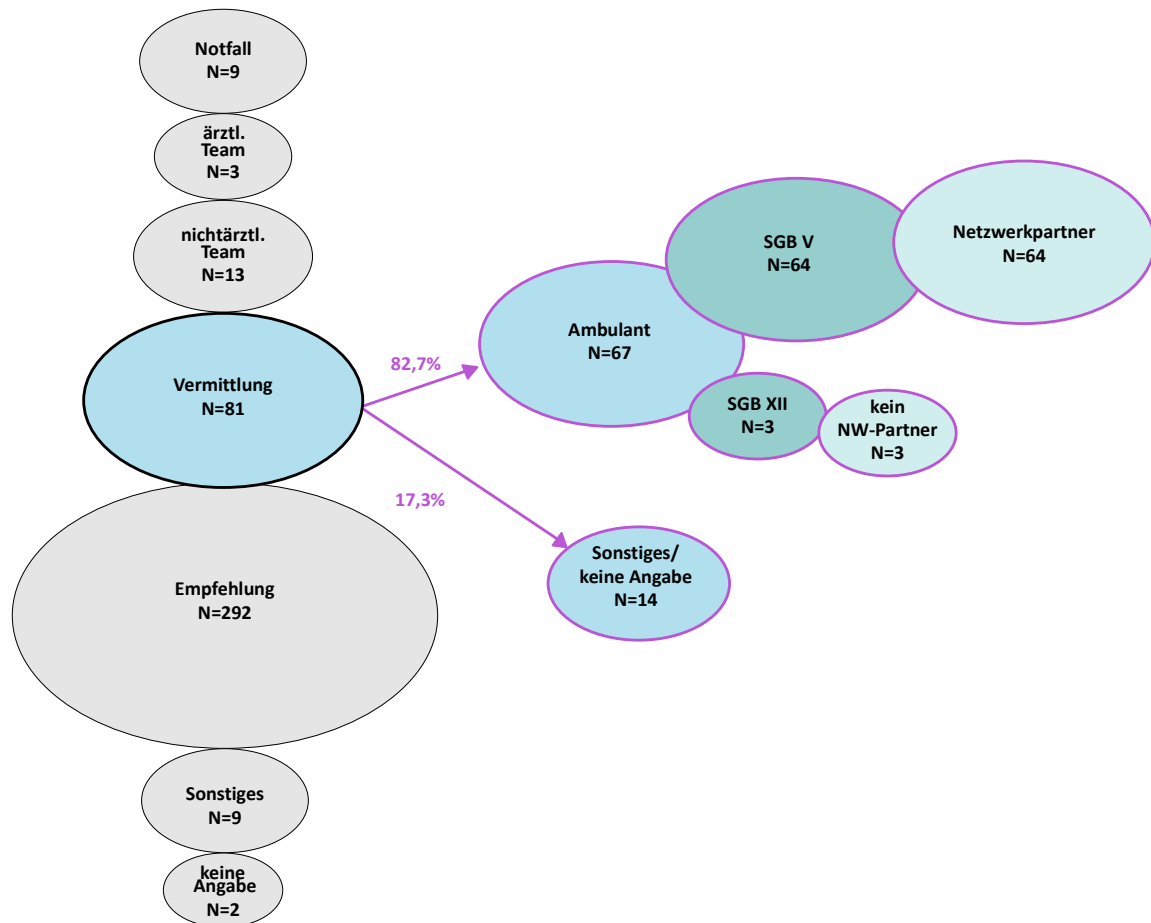 Notfall
N=9
ärztl.
Team
N=3
nichtärztl.
Team
N=13
Vermittlung
N=81
Empfehlung
N=292
Sonstiges
N=9
keine
Angabe
N=2
82,7%
17,3%
Ambulant
N=67
SGB V
N=64
Netzwerkpartner
N=64
SGB XII
N=3
kein
NW-Partner
N=3
Sonstiges/
keine Angabe
N=14